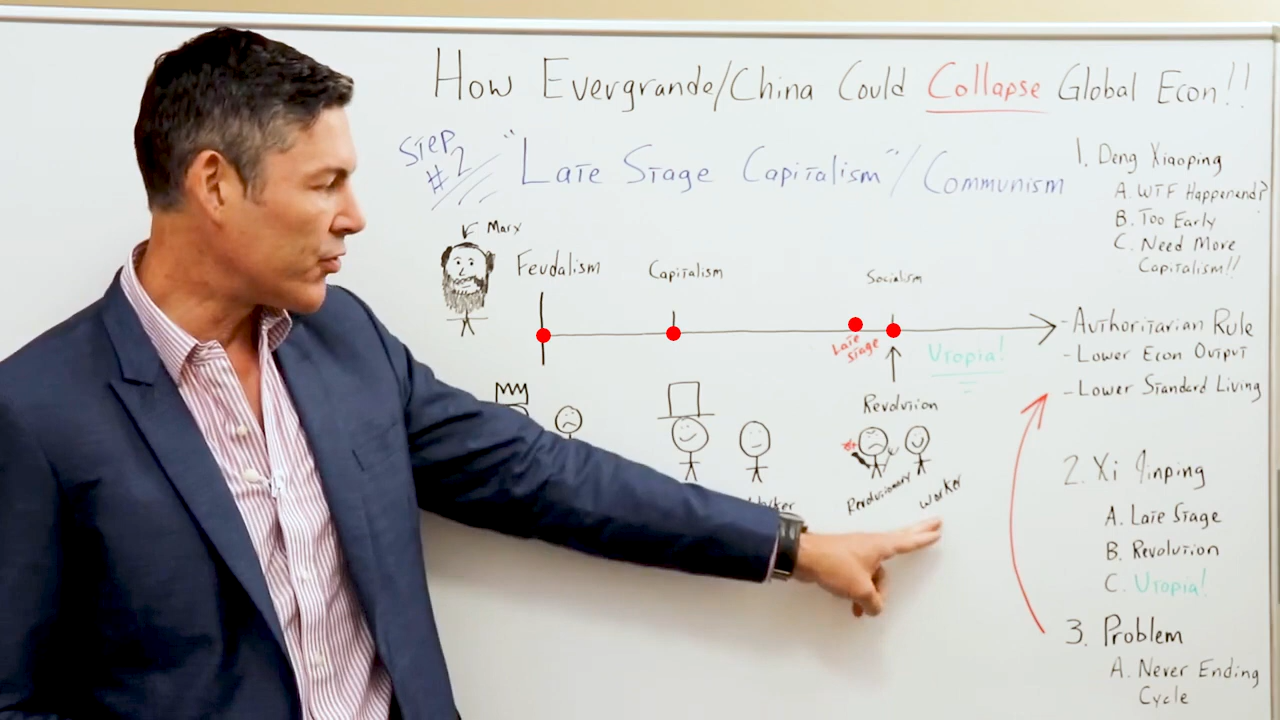 How Evergrande/China Could Collapse Global Econ!!
STEP #2
"Late Stage Capitalism"/Communism
Marx
Feudalism
Capitalism
Socialism
Late Stage
Utopia!
Revolution
Revolutionary
Worker
1. Deng Xiaoping
A. WTF Happenend?
B. Too Early
C. Need More
Capitalism!!
-Authoritarian Rule
-Lower Econ Output
-Lower Standard Living
2. Xi Jinping
A. Late Stage
B. Revolution
C. Utopia!
3. Problem
A. Never Ending
Cycle